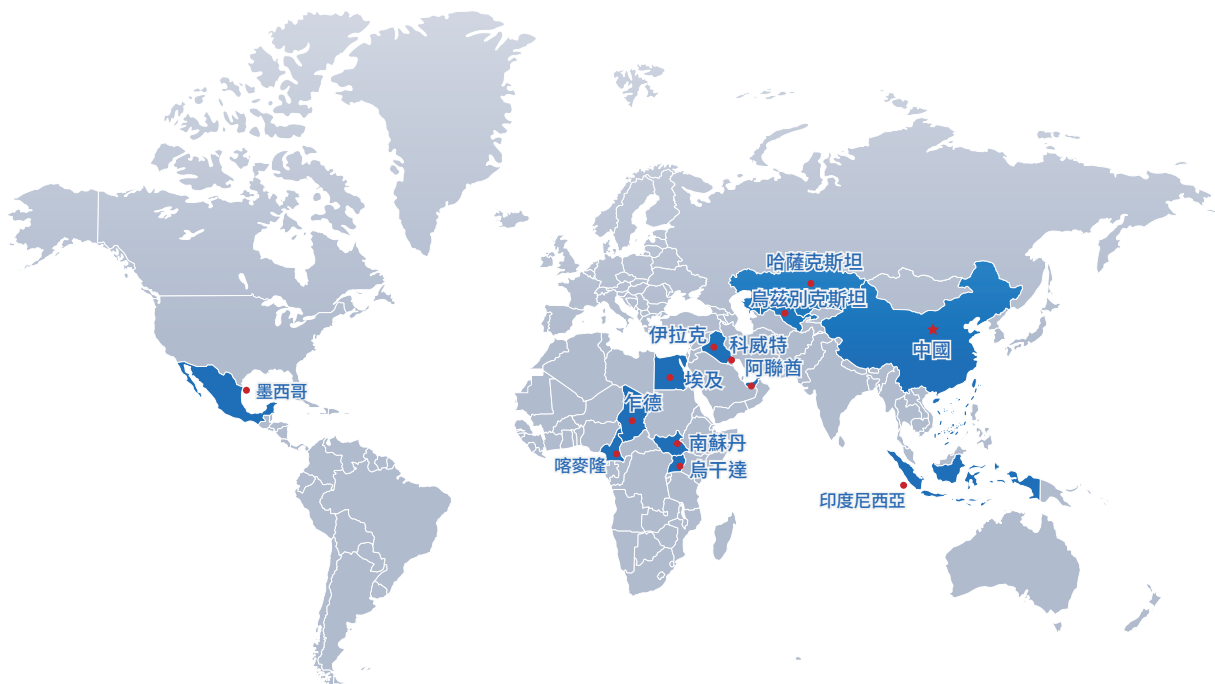 哈薩克斯坦
烏茲別克斯坦
伊拉克
科威特
中國
阿聯酋
埃及
墨西哥
乍得
南蘇丹
喀麥隆
烏干達
印度尼西亞